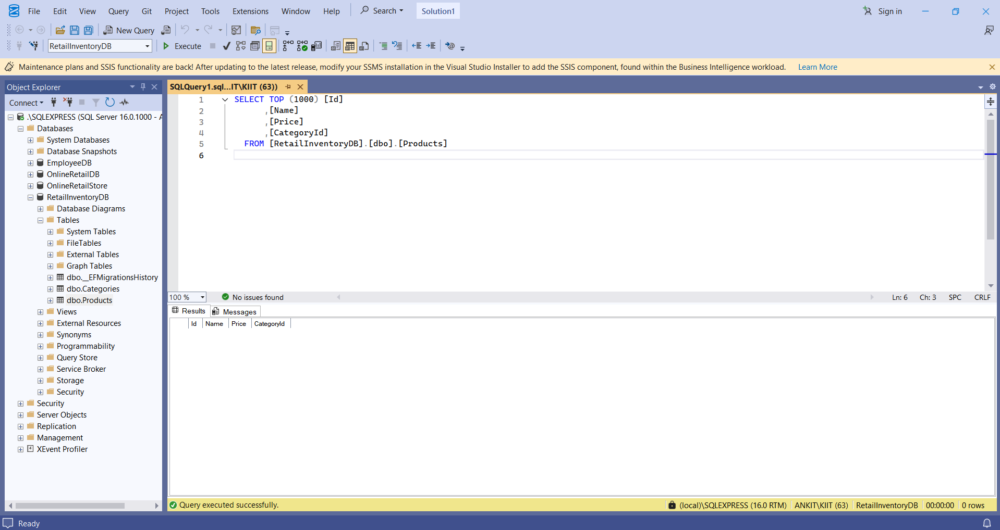 File Edit View Query Git Project Tools Extensions Window Help Search Solution1 Sign in
New Query
RetailInventoryDB Execute
Maintenance plans and SSIS functionality are back! After updating to the latest release, modify your SSMS installation in the Visual Studio Installer to add the SSIS component, found within the Business Intelligence workload. Learn More
Object Explorer
Connect
.\SQLEXPRESS (SQL Server 16.0.1000 - A
Databases
System Databases
Database Snapshots
EmployeeDB
OnlineRetailDB
OnlineRetailStore
RetailInventoryDB
Database Diagrams
Tables
System Tables
FileTables
External Tables
Graph Tables
dbo.__EFMigrationsHistory
dbo.Categories
dbo.Products
Views
External Resources
Synonyms
Programmability
Query Store
Service Broker
Storage
Security
Security
Server Objects
Replication
Management
XEvent Profiler
SQLQuery1.sql...IT\KIIT (63))
1 SELECT TOP (1000) [Id]
2 ,[Name]
3 ,[Price]
4 ,[CategoryId]
5 FROM [RetailInventoryDB].[dbo].[Products]
6
100 % No issues found Ln: 6 Ch: 3 SPC CRLF
Results Messages
Id Name Price CategoryId
Query executed successfully. (local)\SQLEXPRESS (16.0 RTM) ANKIT\KIIT (63) RetailInventoryDB 00:00:00 0 rows
Ready